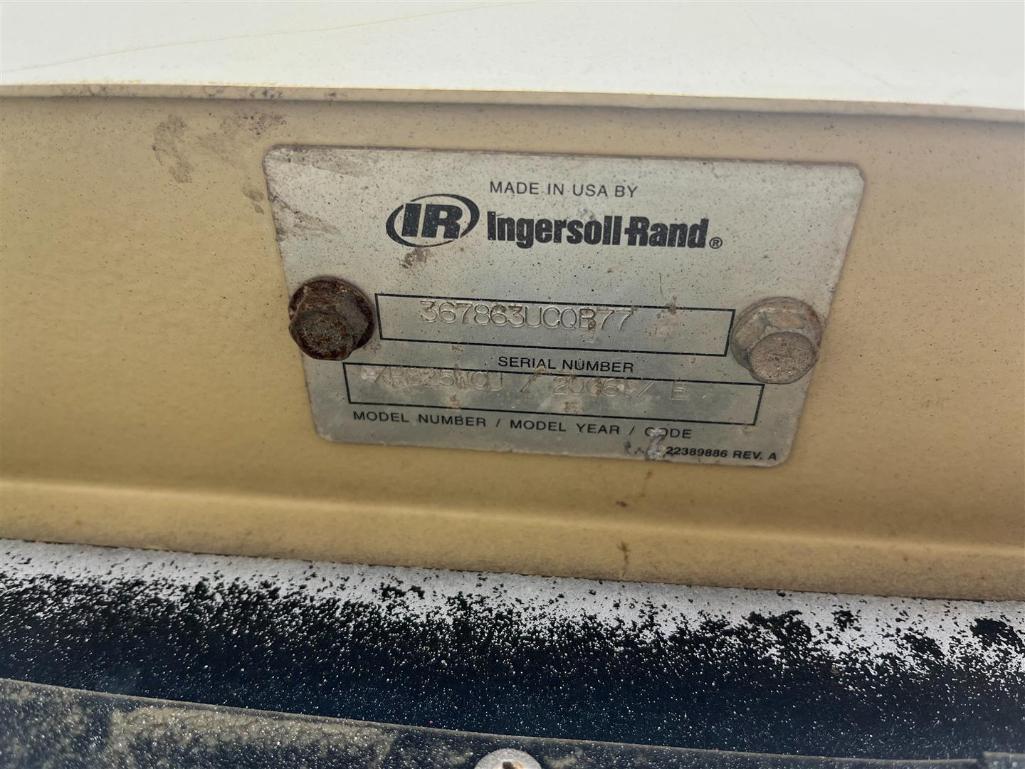 MADE IN USA BY
IR Ingersoll-Rand®
367863UCQB77
SERIAL NUMBER
MODEL NUMBER / MODEL YEAR / CODE
22389886 REV. A